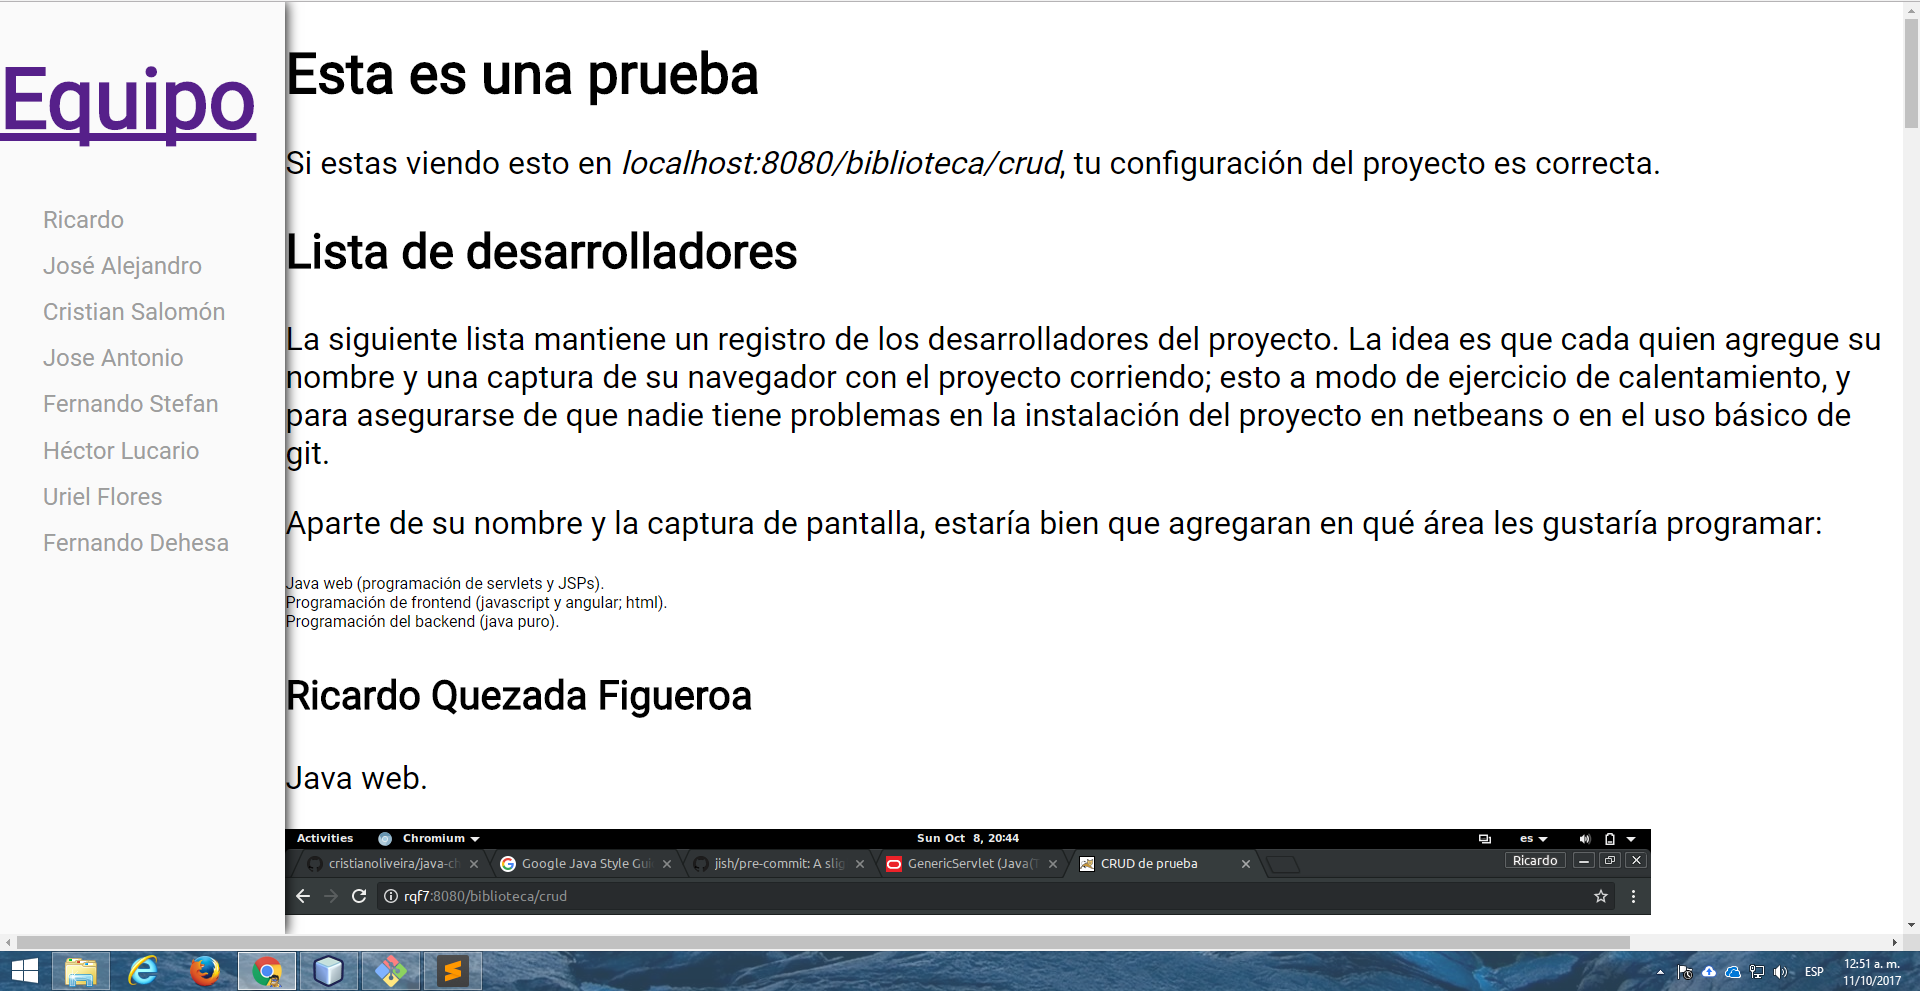 Equipo
Ricardo
José Alejandro
Cristian Salomón
Jose Antonio
Fernando Stefan
Héctor Lucario
Uriel Flores
Fernando Dehesa
Esta es una prueba
Si estas viendo esto en localhost:8080/biblioteca/crud, tu configuración del proyecto es correcta.
Lista de desarrolladores
La siguiente lista mantiene un registro de los desarrolladores del proyecto. La idea es que cada quien agregue su
nombre y una captura de su navegador con el proyecto corriendo; esto a modo de ejercicio de calentamiento, y
para asegurarse de que nadie tiene problemas en la instalación del proyecto en netbeans o en el uso básico de
git.
Aparte de su nombre y la captura de pantalla, estaría bien que agregaran en qué área les gustaría programar:
Java web (programación de servlets y JSPs).
Programación de frontend (javascript y angular; html).
Programación del backend (java puro).
Ricardo Quezada Figueroa
Java web.
Activities Chromium Sun Oct 8, 20:44 es
cristianoliveira/java-ch Google Java Style Gui jish/pre-commit: A slig GenericServlet (Java(T CRUD de prueba Ricardo
rqf7:8080/biblioteca/crud
ESP 12:51 a. m.
11/10/2017